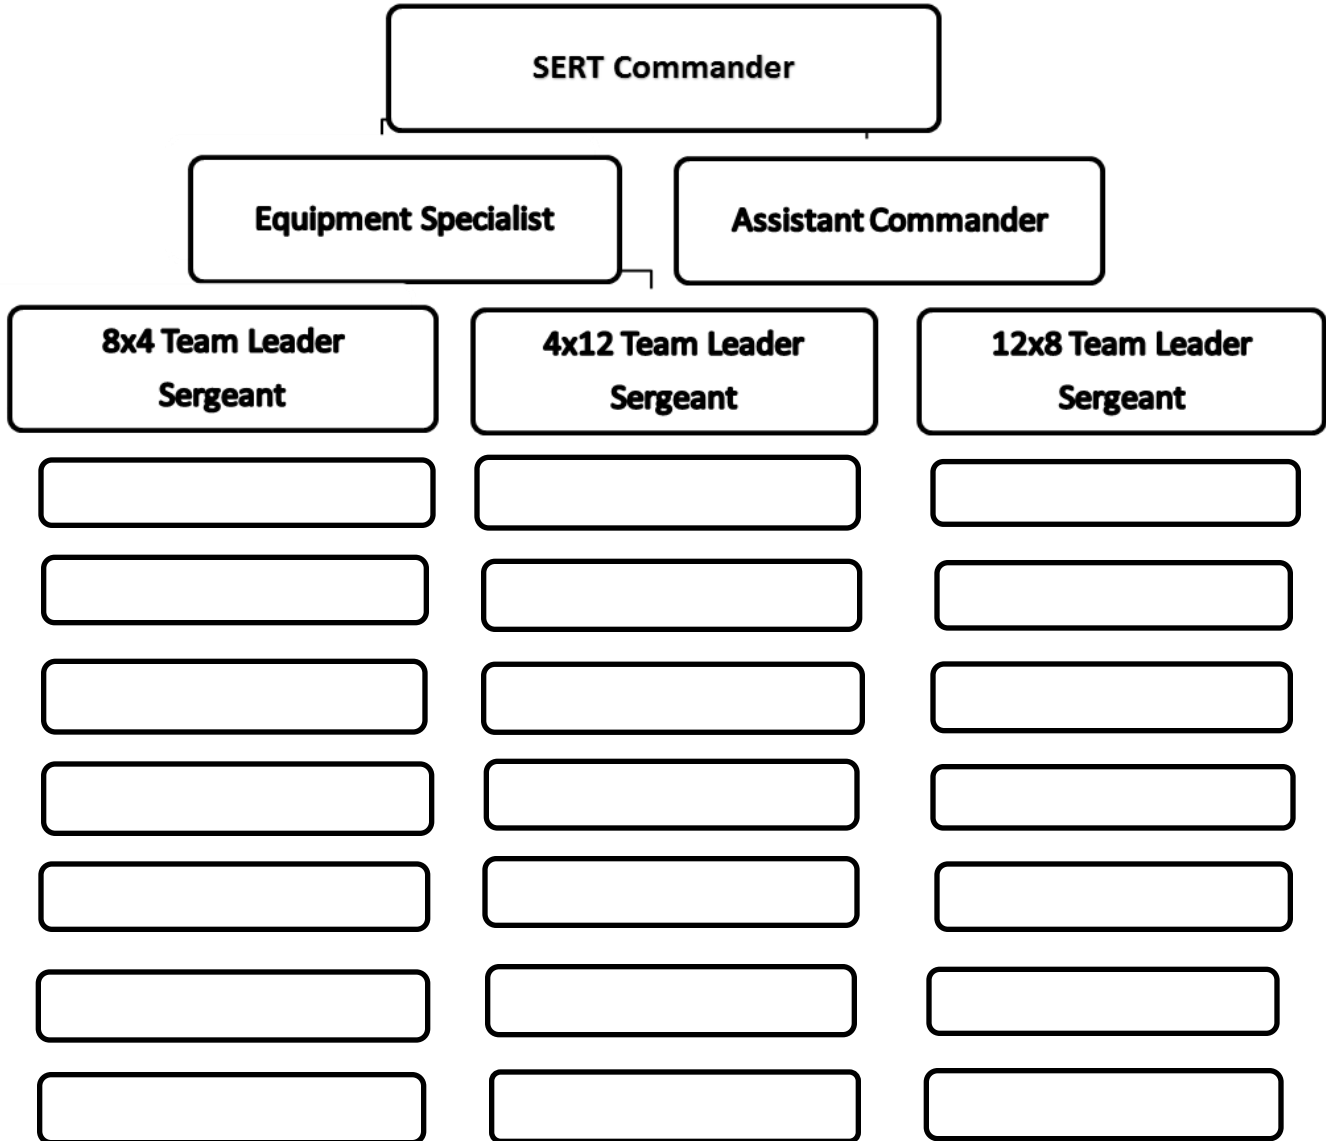 SERT Commander
Equipment Specialist
Assistant Commander
8x4 Team Leader
Sergeant
4x12 Team Leader
Sergeant
12x8 Team Leader
Sergeant